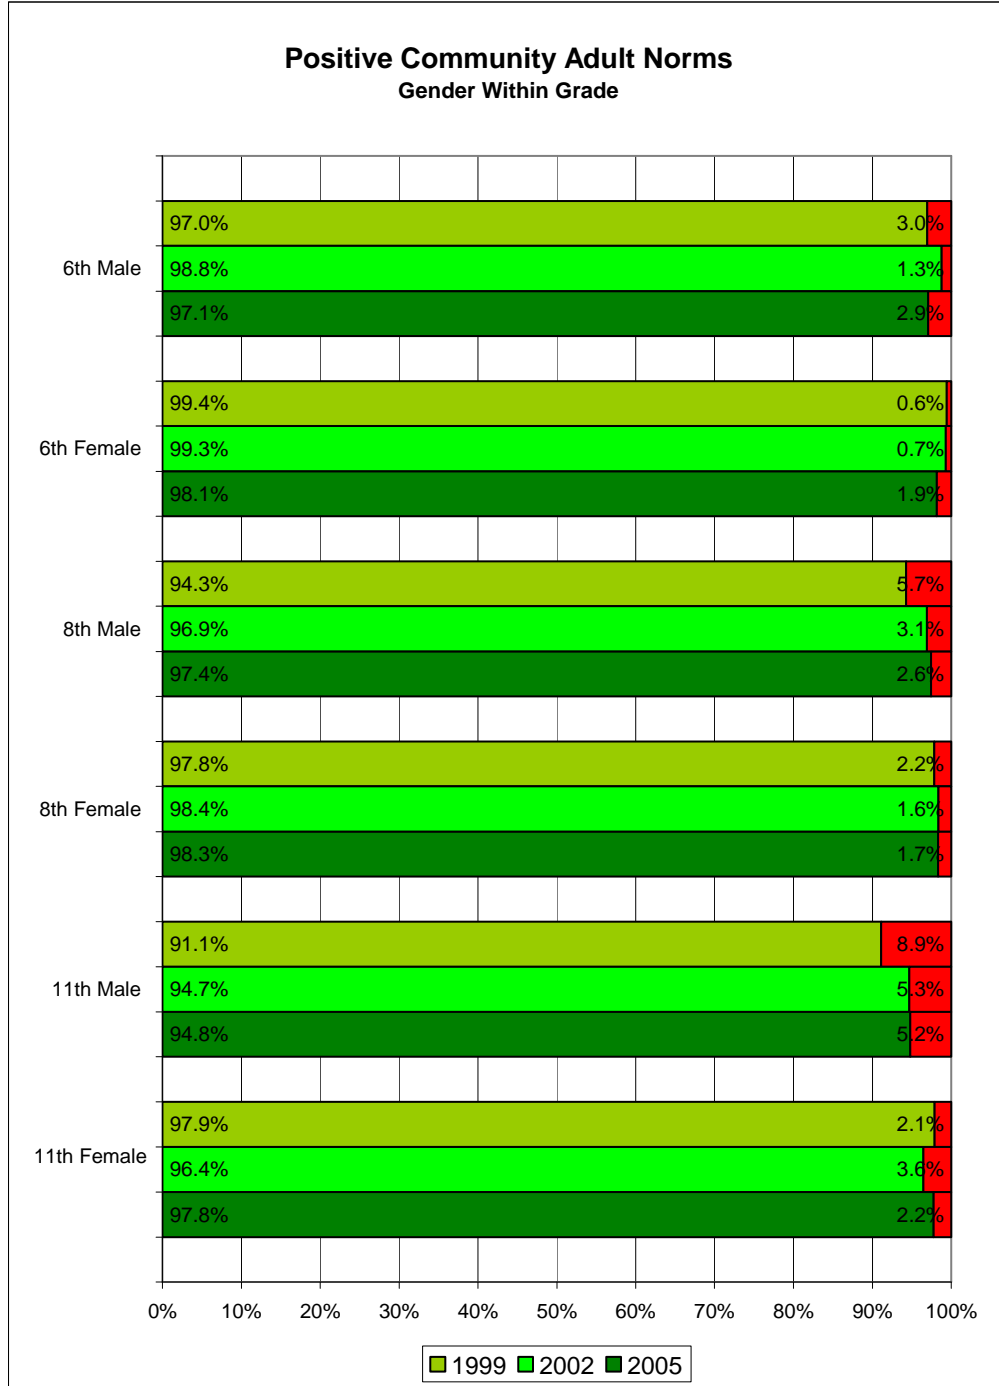 Positive Community Adult Norms
Gender Within Grade
97.0% 3.0%
6th Male 98.8% 1.3%
97.1% 2.9%
99.4% 0.6%
6th Female 99.3% 0.7%
98.1% 1.9%
94.3% 5.7%
8th Male 96.9% 3.1%
97.4% 2.6%
97.8% 2.2%
8th Female 98.4% 1.6%
98.3% 1.7%
91.1% 8.9%
11th Male 94.7% 5.3%
94.8% 5.2%
97.9% 2.1%
11th Female 96.4% 3.6%
97.8% 2.2%
0% 10% 20% 30% 40% 50% 60% 70% 80% 90% 100%
1999 2002 2005